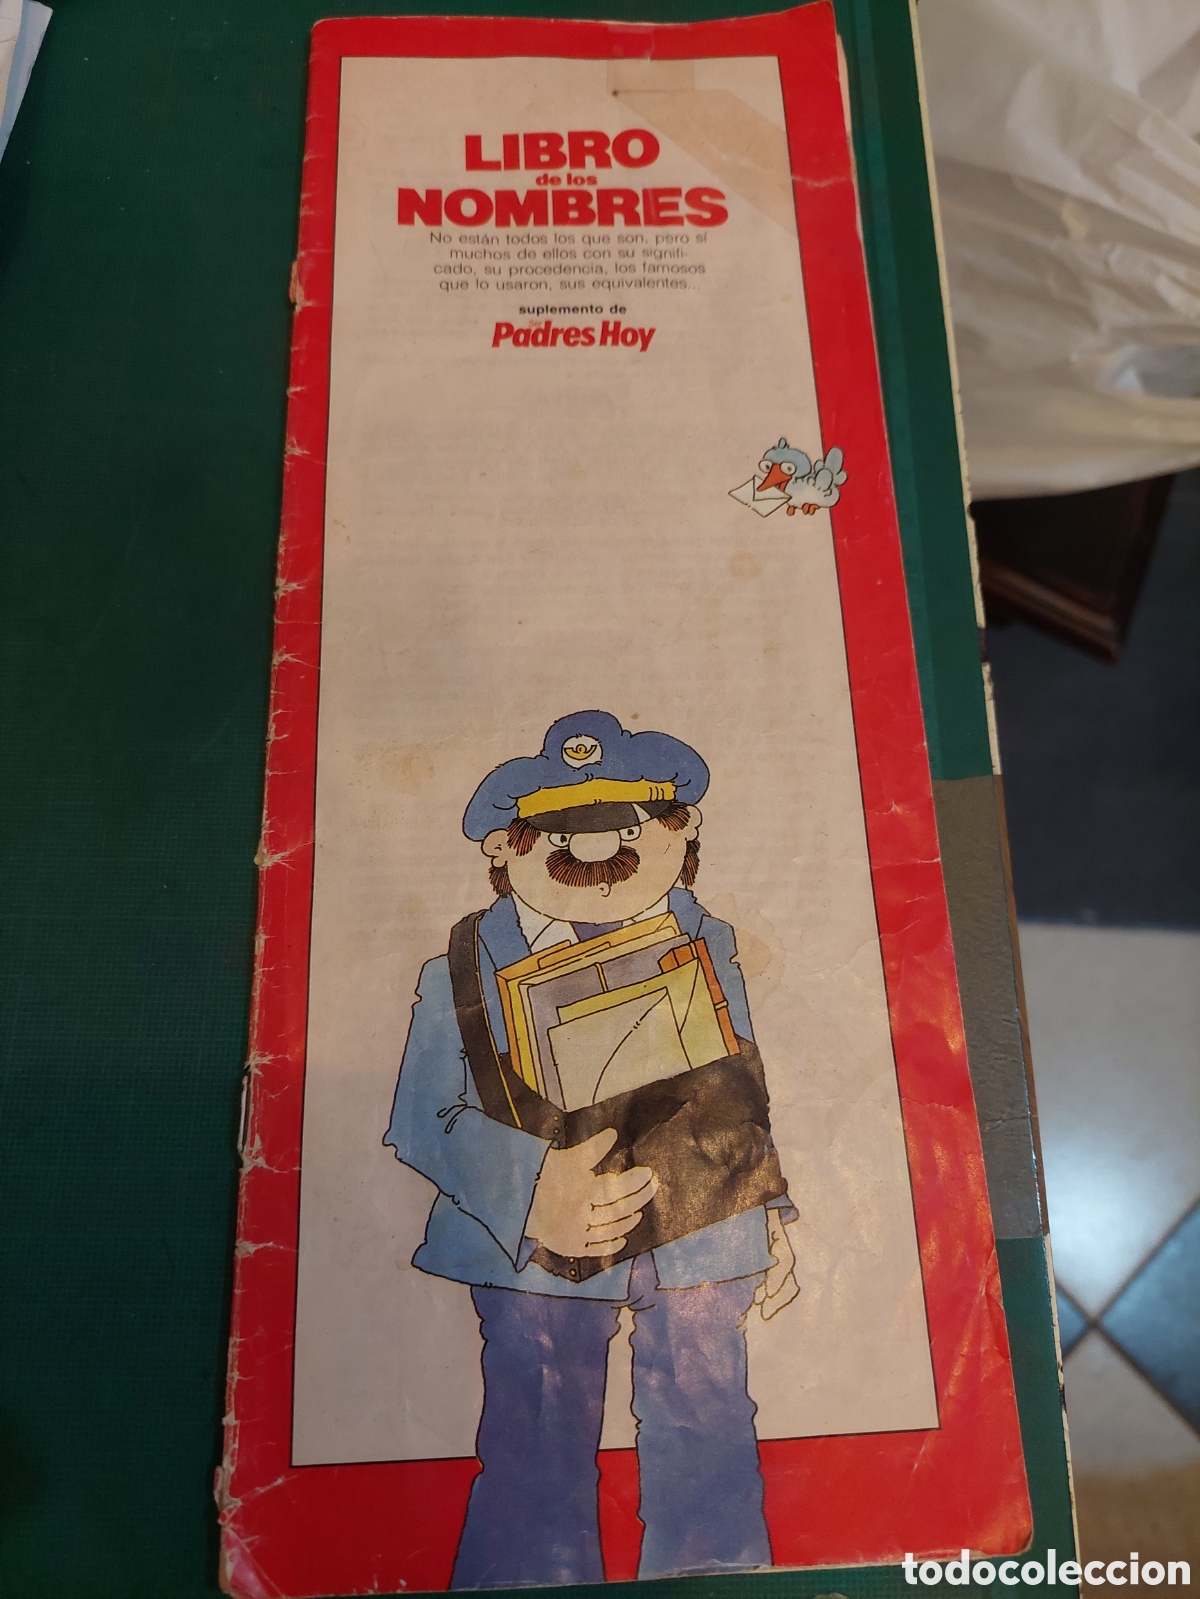 LIBRO
de los
NOMBRES
No están todos los que son, pero sí
muchos de ellos con su signifi-
cado, su procedencia, los famosos
que lo usaron, sus equivalentes...
suplemento de
Ser
Padres Hoy
todocoleccion